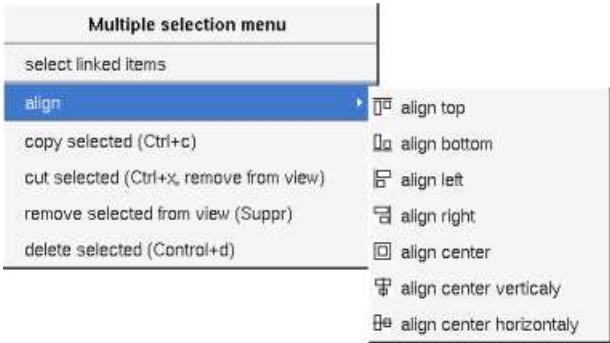 Multiple selection menu
select linked items
align
copy selected (Ctrl+c)
cut selected (Ctrl+x, remove from view)
remove selected from view (Suppr)
delete selected (Control+d)
align top
align bottom
align left
align right
align center
align center verticaly
align center horizontaly